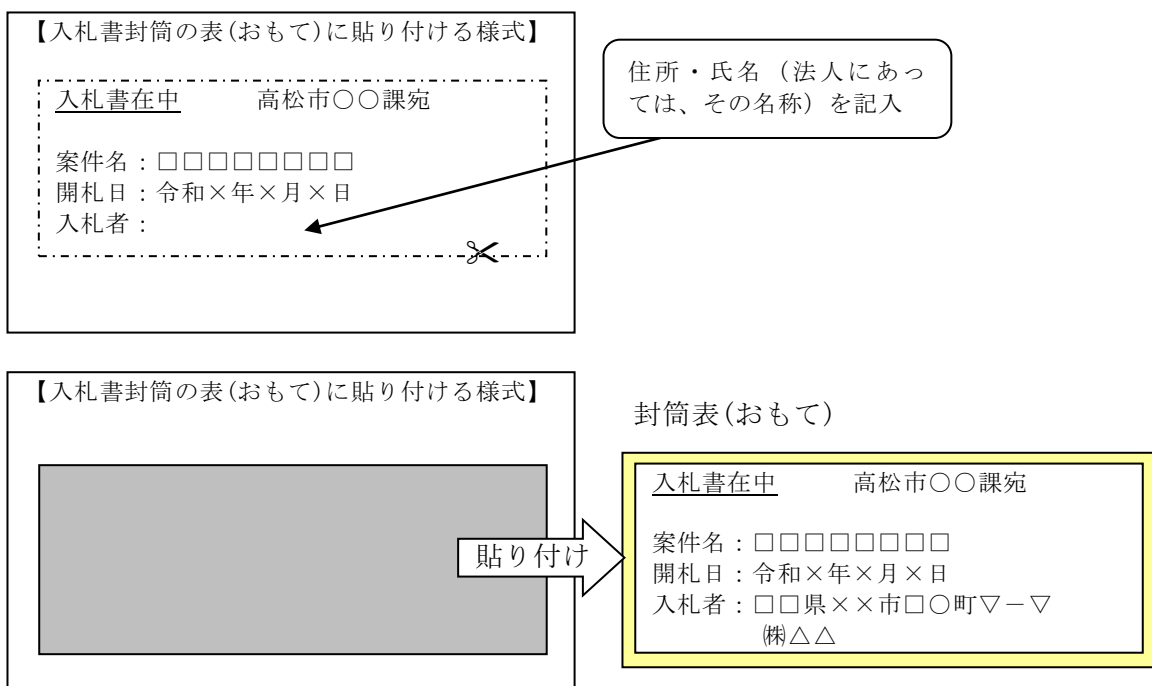 【入札書封筒の表(おもて)に貼り付ける様式】
入札書在中　　高松市○○課宛
案件名：□□□□□□□□
開札日：令和×年×月×日
入札者：
住所・氏名（法人にあっ
ては、その名称）を記入
【入札書封筒の表(おもて)に貼り付ける様式】
貼り付け
封筒表(おもて)
入札書在中　　高松市○○課宛
案件名：□□□□□□□□
開札日：令和×年×月×日
入札者：□□県××市□○町▽－▽
㈱△△